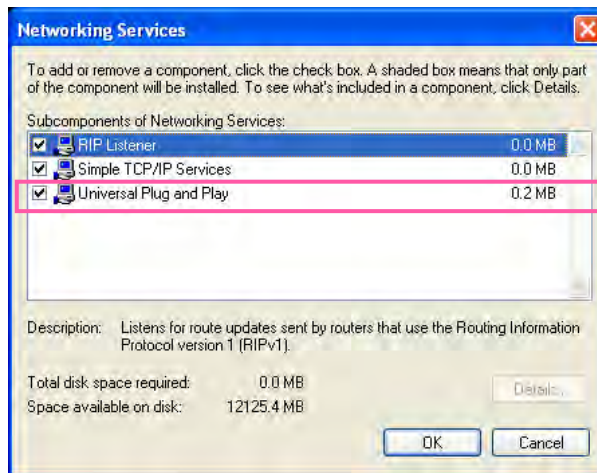 Networking Services
To add or remove a component, click the check box. A shaded box means that only part
of the component will be installed. To see what's included in a component, click Details.
Subcomponents of Networking Services:
RIP Listener 0.0 MB
Simple TCP/IP Services 0.0 MB
Universal Plug and Play 0.2 MB
Description: Listens for route updates sent by routers that use the Routing Information
Protocol version 1 (RIPv1).
Total disk space required: 0.0 MB
Details...
Space available on disk: 12125.4 MB
OK Cancel